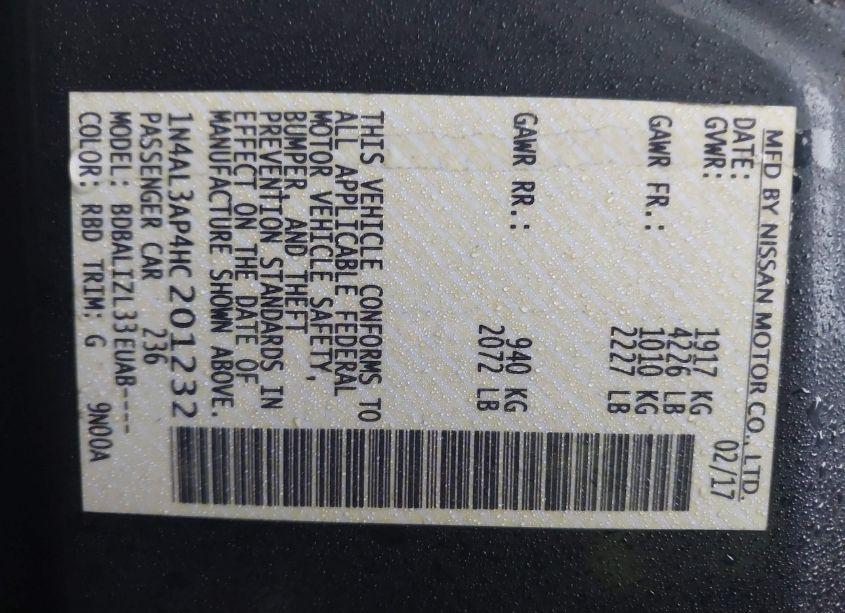 MFD BY NISSAN MOTOR CO., LTD.
DATE: 02/17
GVWR: 1917 KG
4226 LB
GAWR FR.: 1010 KG
2227 LB
GAWR RR.: 940 KG
2072 LB
THIS VEHICLE CONFORMS TO
ALL APPLICABLE FEDERAL
MOTOR VEHICLE SAFETY,
BUMPER, AND THEFT
PREVENTION STANDARDS IN
EFFECT ON THE DATE OF
MANUFACTURE SHOWN ABOVE.
1N4AL3AP4HC201232
PASSENGER CAR 236
MODEL: BDBALIZL33EUAB----
COLOR: RBD TRIM: G 9N00A